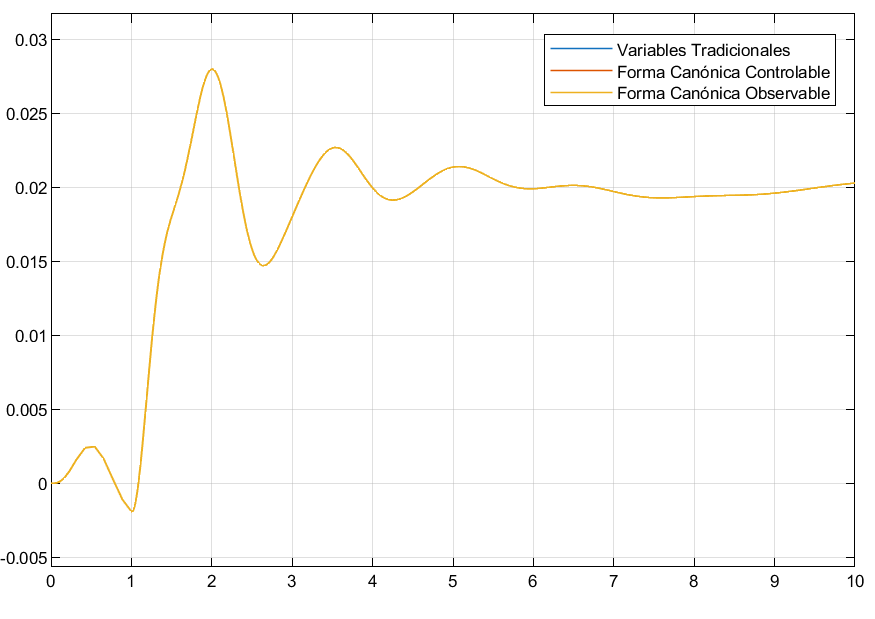 0.03
0.025
0.02
0.015
0.01
0.005
0
-0.005
0 1 2 3 4 5 6 7 8 9 10
Variables Tradicionales
Forma Canónica Controlable
Forma Canónica Observable